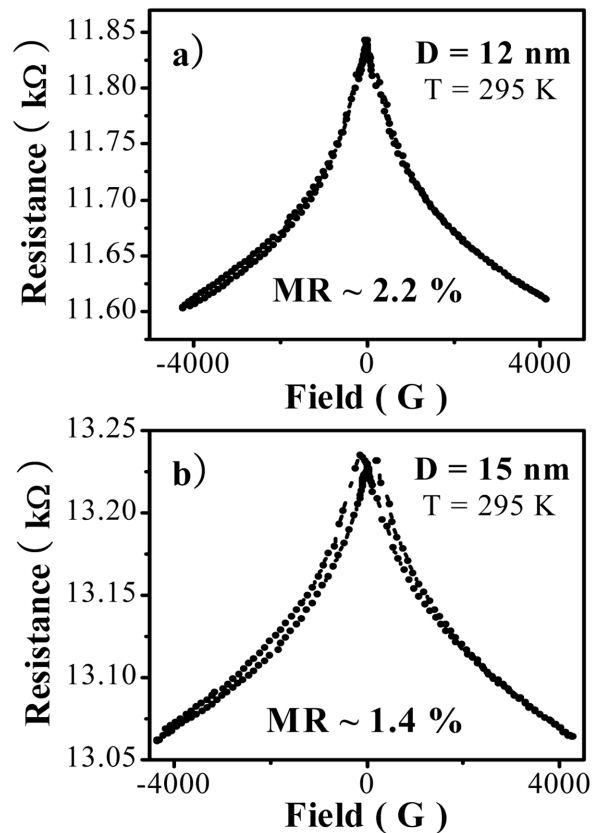 a)
D = 12 nm
T = 295 K
MR ~ 2.2 %
Resistance ( kΩ )
11.85
11.80
11.75
11.70
11.65
11.60
-4000
0
4000
Field ( G )
b)
D = 15 nm
T = 295 K
MR ~ 1.4 %
Resistance ( kΩ )
13.25
13.20
13.15
13.10
13.05
-4000
0
4000
Field ( G )